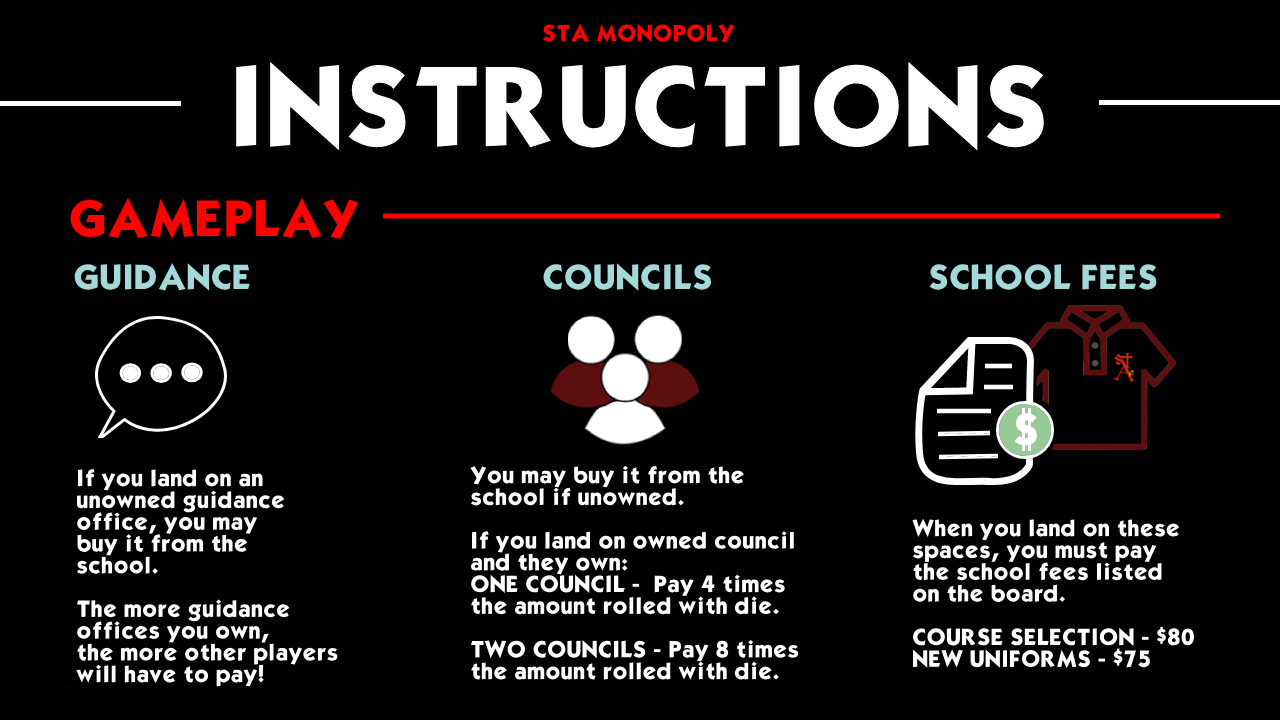 STA MONOPOLY
INSTRUCTIONS
GAMEPLAY
GUIDANCE
If you land on an
unowned guidance
office, you may
buy it from the
school.
The more guidance
offices you own,
the more other players
will have to pay!
COUNCILS
You may buy it from the
school if unowned.
If you land on owned council
and they own:
ONE COUNCIL - Pay 4 times
the amount rolled with die.
TWO COUNCILS - Pay 8 times
the amount rolled with die.
SCHOOL FEES
STA
$
When you land on these
spaces, you must pay
the school fees listed
on the board.
COURSE SELECTION - $80
NEW UNIFORMS - $75